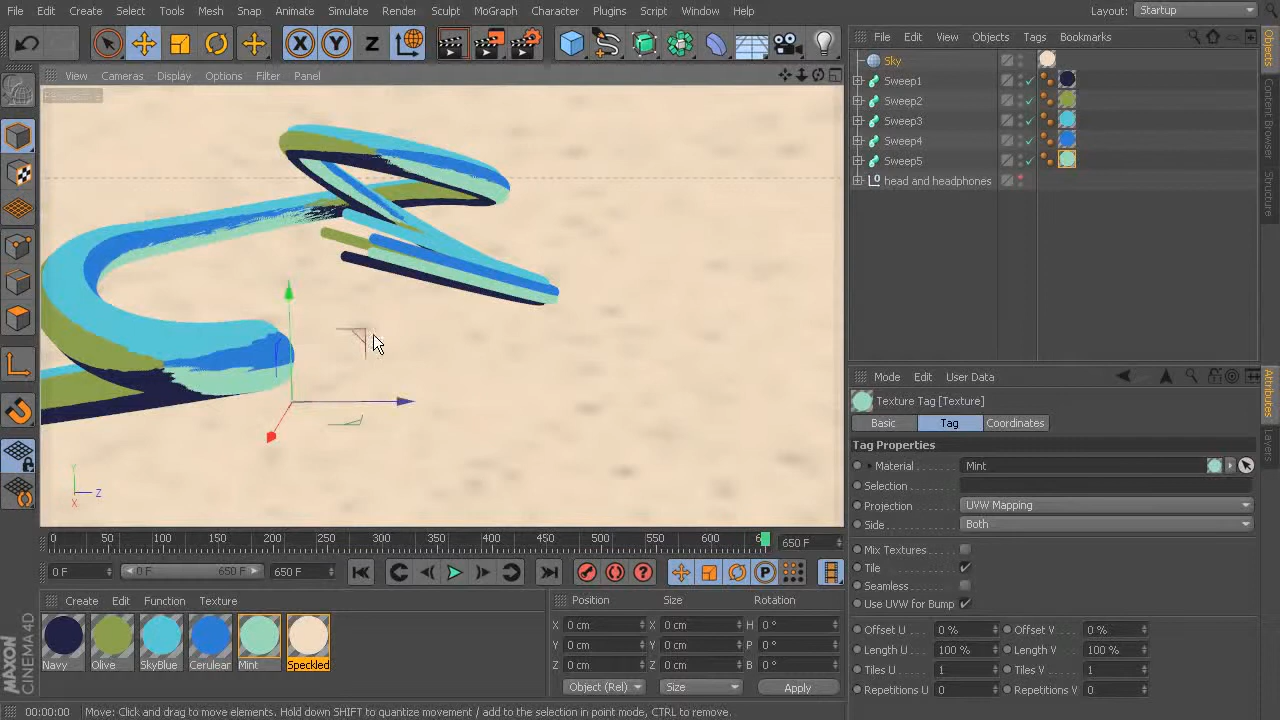 File Edit Create Select Tools Mesh Snap Animate Simulate Render Sculpt MoGraph Character Plugins Script Window Help Layout: Startup
X Y Z
File Edit View Objects Tags Bookmarks
View Cameras Display Options Filter Panel
Perspective
Sky
Sweep1
Sweep2
Sweep3
Sweep4
Sweep5
L0 head and headphones
Objects
Content Browser
Structure
Y
Z
X
Mode Edit User Data
Texture Tag [Texture]
Basic Tag Coordinates
Tag Properties
Material Mint
Selection
Projection UVW Mapping
Side Both
Mix Textures
Tile
Seamless
Use UVW for Bump
Offset U 0 % Offset V 0 %
Length U 100 % Length V 100 %
Tiles U 1 Tiles V 1
Repetitions U 0 Repetitions V 0
Attributes
Layers
0 50 100 150 200 250 300 350 400 450 500 550 600 650 F
0 F 0 F 650 F 650 F
P
Create Edit Function Texture
Navy Olive SkyBlue Cerulear Mint Speckled
Position Size Rotation
X 0 cm X 0 cm H 0 °
Y 0 cm Y 0 cm P 0 °
Z 0 cm Z 0 cm B 0 °
Object (Rel) Size Apply
MAXON
CINEMA 4D
00:00:00 Move: Click and drag to move elements. Hold down SHIFT to quantize movement / add to the selection in point mode, CTRL to remove.